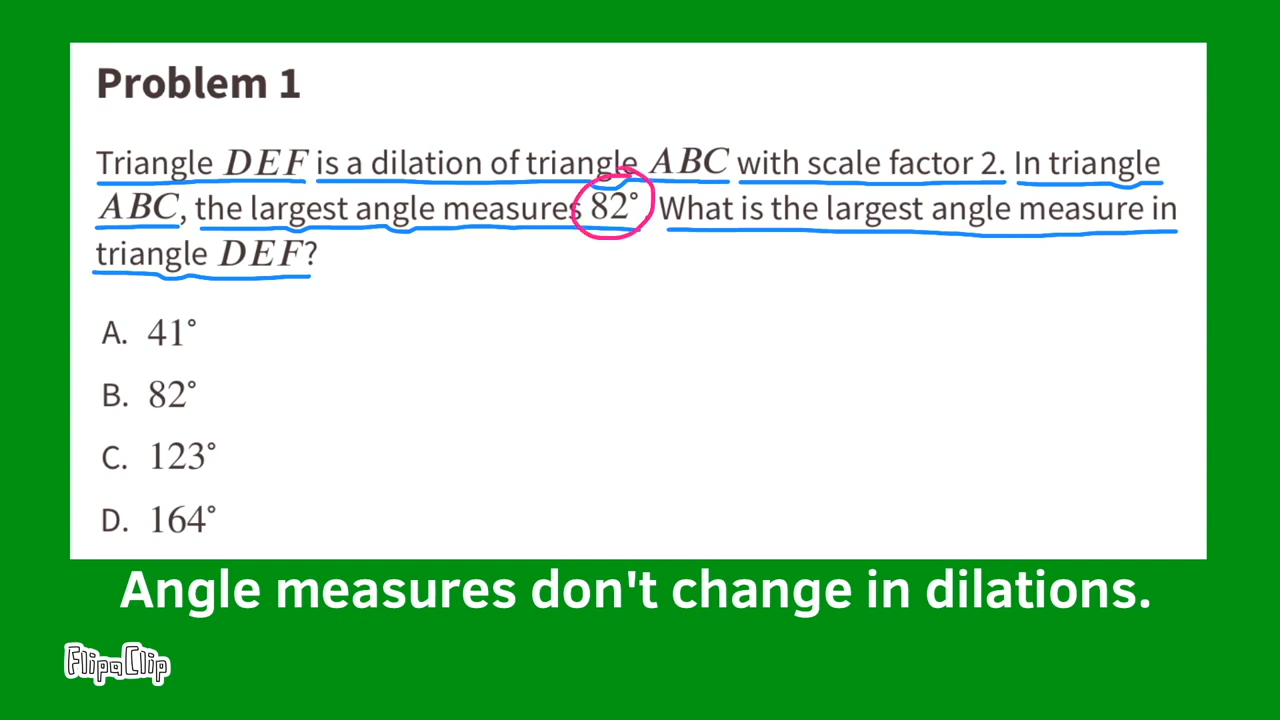 Problem 1
Triangle DEF is a dilation of triangle ABC with scale factor 2. In triangle
ABC, the largest angle measures 82°. What is the largest angle measure in
triangle DEF?
A. 41°
B. 82°
C. 123°
D. 164°
Angle measures don't change in dilations.
FlipaClip